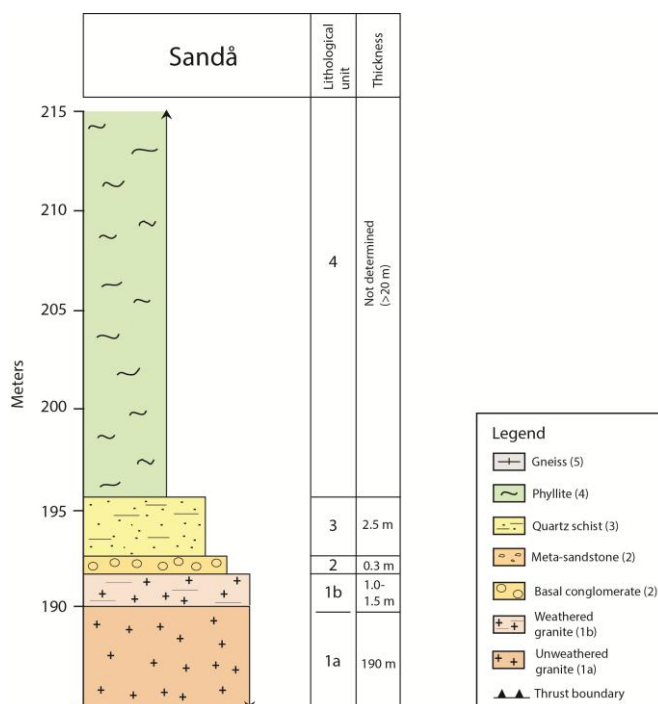 Sandå
Lithological
unit
Thickness
215
210
205
200
195
190
Meters
4
Not determined
(>20 m)
3
2.5 m
2
0.3 m
1b
1.0-
1.5 m
1a
190 m
Legend
Gneiss (5)
Phyllite (4)
Quartz schist (3)
Meta-sandstone (2)
Basal conglomerate (2)
Weathered
granite (1b)
Unweathered
granite (1a)
Thrust boundary